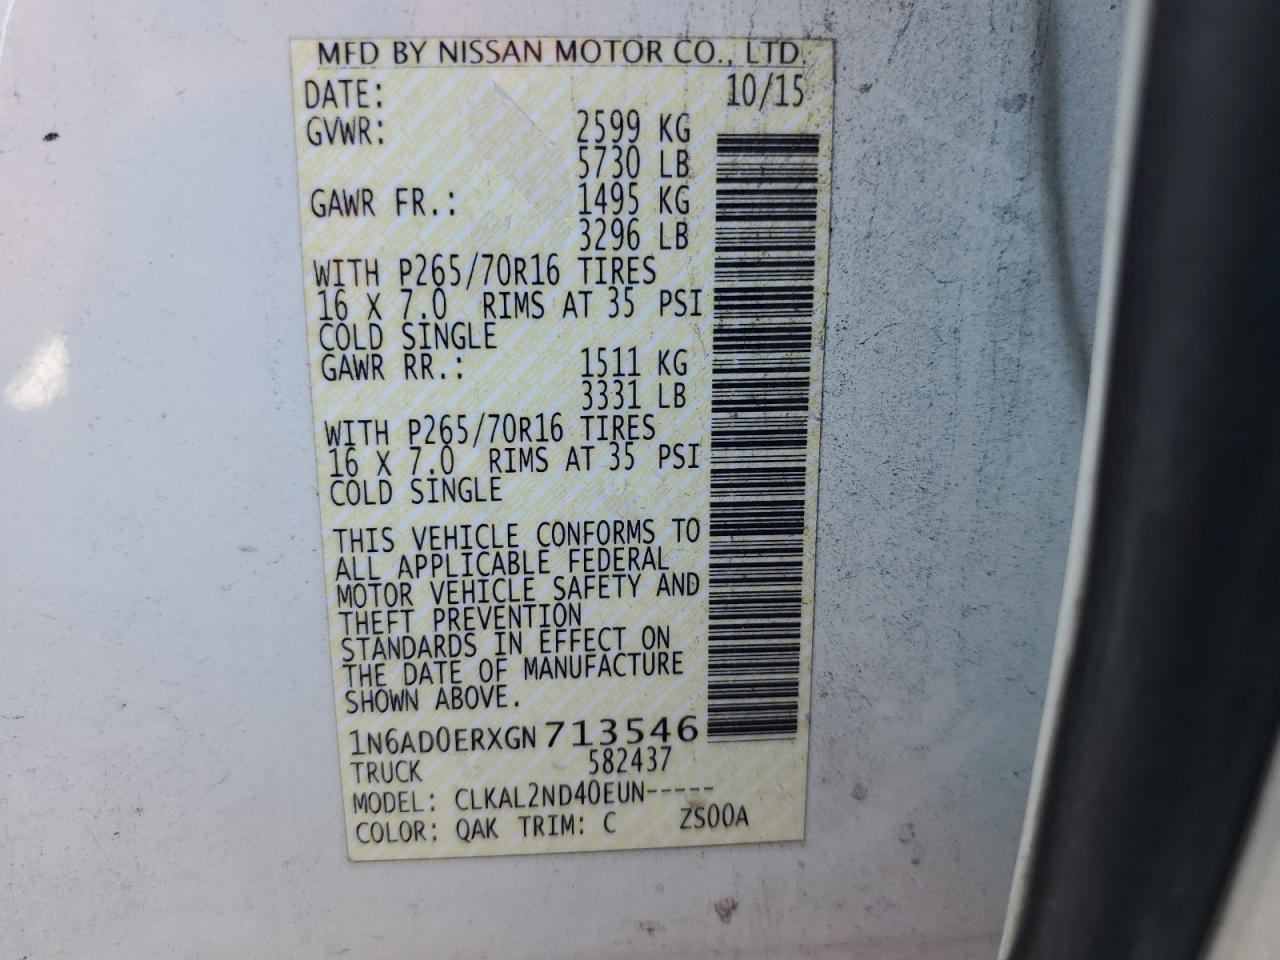 MFD BY NISSAN MOTOR CO., LTD.
DATE: 10/15
GVWR: 2599 KG
5730 LB
GAWR FR.: 1495 KG
3296 LB
WITH P265/70R16 TIRES
16 X 7.0 RIMS AT 35 PSI
COLD SINGLE
GAWR RR.: 1511 KG
3331 LB
WITH P265/70R16 TIRES
16 X 7.0 RIMS AT 35 PSI
COLD SINGLE
THIS VEHICLE CONFORMS TO
ALL APPLICABLE FEDERAL
MOTOR VEHICLE SAFETY AND
THEFT PREVENTION
STANDARDS IN EFFECT ON
THE DATE OF MANUFACTURE
SHOWN ABOVE.
1N6AD0ERXGN713546
TRUCK 582437
MODEL: CLKAL2ND40EUN-----
COLOR: QAK TRIM: C ZS00A